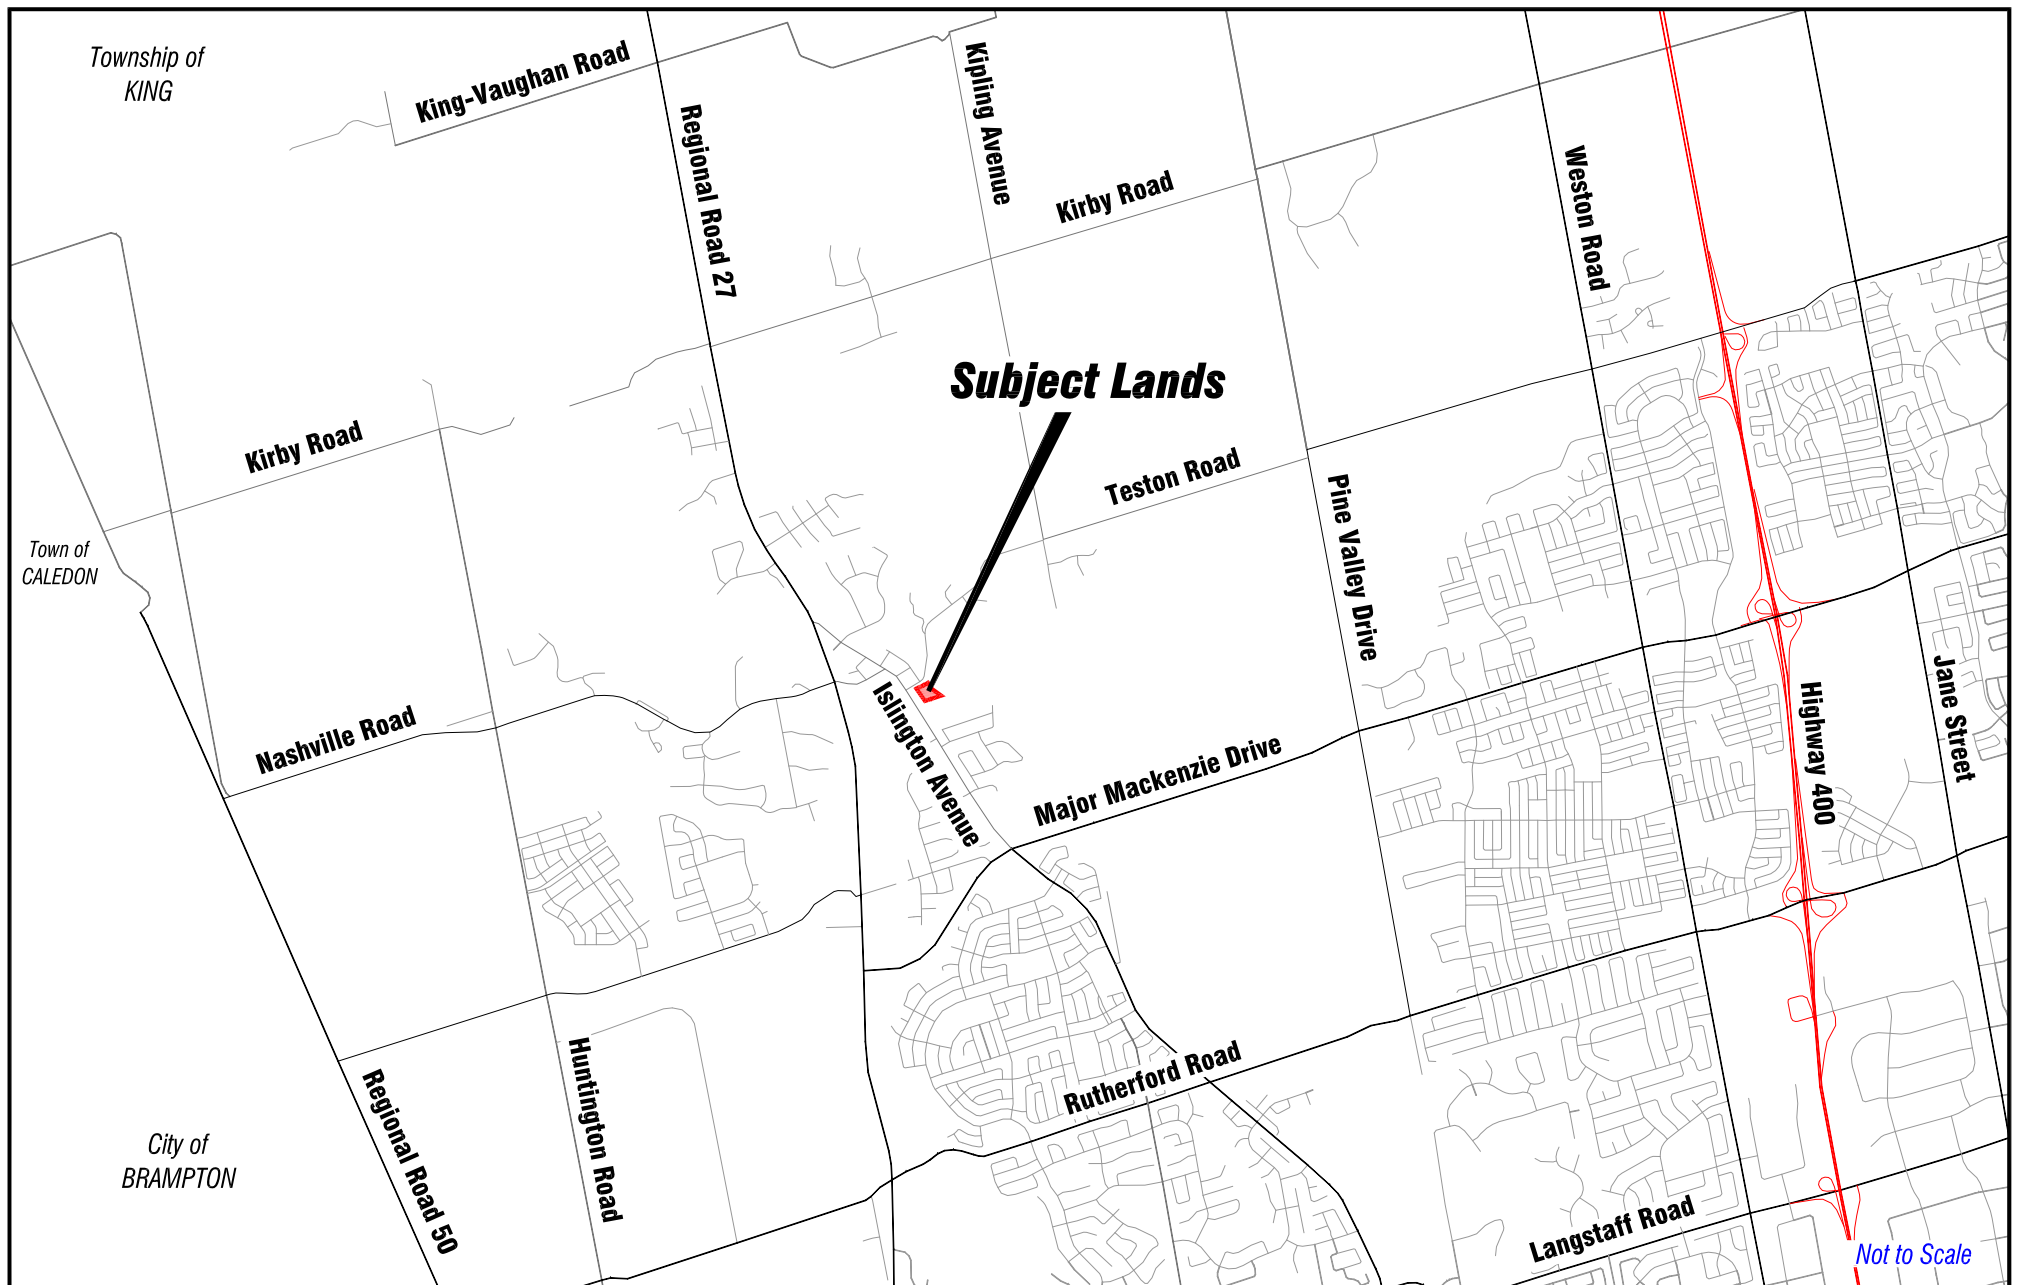 Township of
KING
King-Vaughan Road
Regional Road 27
Kipling Avenue
Kirby Road
Weston Road
Subject Lands
Kirby Road
Teston Road
Pine Valley Drive
Town of
CALEDON
Nashville Road
Islington Avenue
Major Mackenzie Drive
Highway 400
Jane Street
Regional Road 50
Huntington Road
Rutherford Road
City of
BRAMPTON
Langstaff Road
Not to Scale